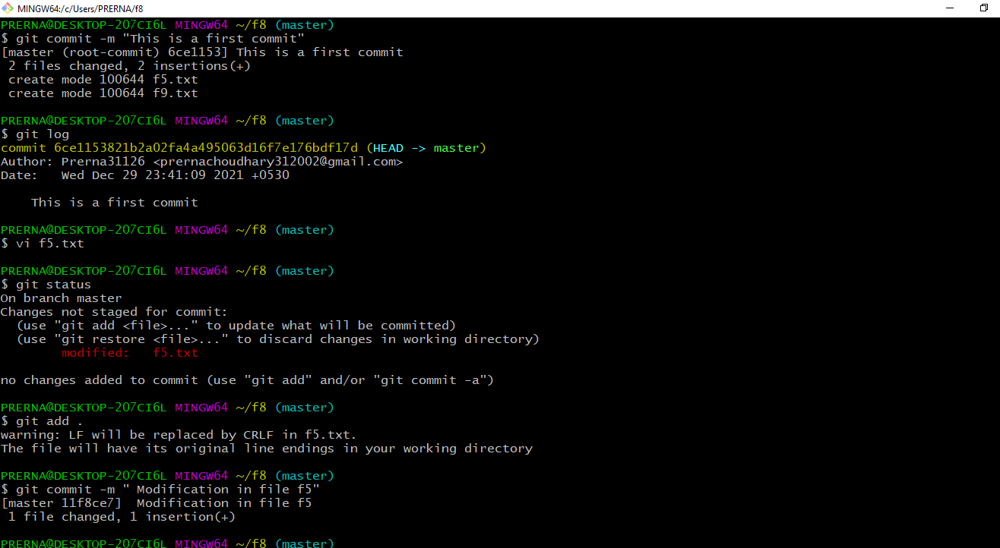 MINGW64:/c/Users/PRERNA/f8
PRERNA@DESKTOP-207CI6L MINGW64 ~/f8 (master)
$ git commit -m "This is a first commit"
[master (root-commit) 6ce1153] This is a first commit
 2 files changed, 2 insertions(+)
 create mode 100644 f5.txt
 create mode 100644 f9.txt
PRERNA@DESKTOP-207CI6L MINGW64 ~/f8 (master)
$ git log
commit 6ce1153821b2a02fa4a495063d16f7e176bdf17d (HEAD -> master)
Author: Prerna31126 <prernachoudhary312002@gmail.com>
Date:   Wed Dec 29 23:41:09 2021 +0530
    This is a first commit
PRERNA@DESKTOP-207CI6L MINGW64 ~/f8 (master)
$ vi f5.txt
PRERNA@DESKTOP-207CI6L MINGW64 ~/f8 (master)
$ git status
On branch master
Changes not staged for commit:
  (use "git add <file>..." to update what will be committed)
  (use "git restore <file>..." to discard changes in working directory)
        modified:   f5.txt
no changes added to commit (use "git add" and/or "git commit -a")
PRERNA@DESKTOP-207CI6L MINGW64 ~/f8 (master)
$ git add .
warning: LF will be replaced by CRLF in f5.txt.
The file will have its original line endings in your working directory
PRERNA@DESKTOP-207CI6L MINGW64 ~/f8 (master)
$ git commit -m " Modification in file f5"
[master 11f8ce7]  Modification in file f5
 1 file changed, 1 insertion(+)
PRERNA@DESKTOP-207CI6L MINGW64 ~/f8 (master)